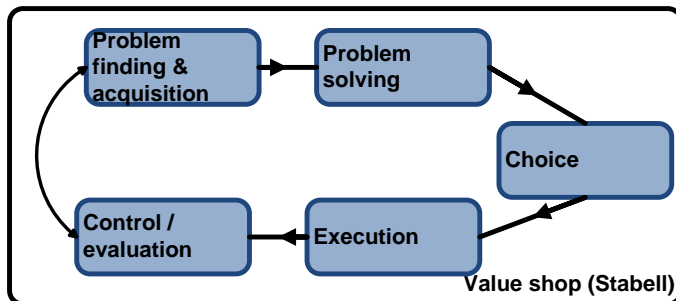 Problem
finding &
acquisition
Problem
solving
Choice
Control /
evaluation
Execution
Value shop (Stabell)